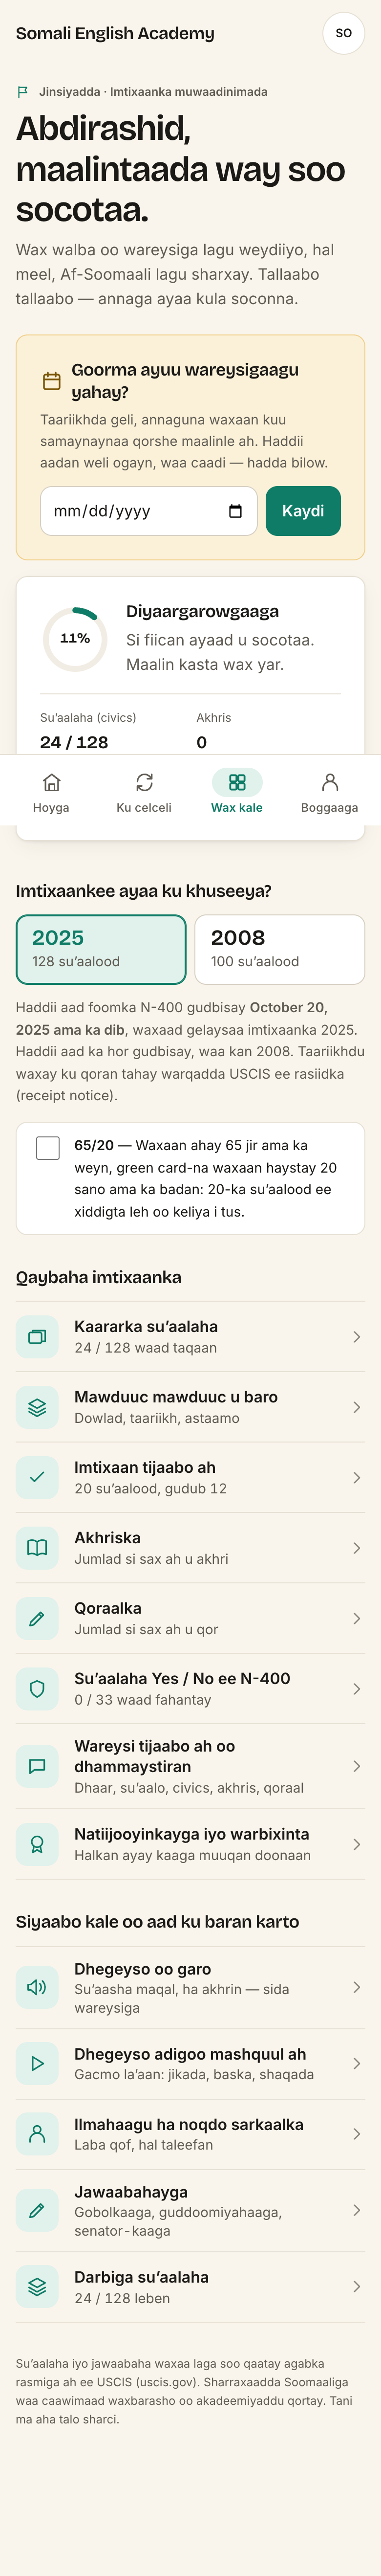 Somali English Academy
SO
Jinsiyadda · Imtixaanka muwaadinimada
Abdirashid,
maalintaada way soo
socotaa.
Wax walba oo wareysiga lagu weydiiyo, hal
meel, Af-Soomaali lagu sharxay. Tallaabo
tallaabo — annaga ayaa kula soconna.
Goorma ayuu wareysigaagu
yahay?
Taariikhda geli, annaguna waxaan kuu
samaynaynaa qorshe maalinle ah. Haddii
aadan weli ogayn, waa caadi — hadda bilow.
mm/dd/yyyy
Kaydi
11%
Diyaargarowgaaga
Si fiican ayaad u socotaa.
Maalin kasta wax yar.
Su’aalaha (civics)
Akhris
24 / 128
0
Hoyga
Ku celceli
Wax kale
Boggaaga
Imtixaankee ayaa ku khuseeya?
2025
128 su’aalood
2008
100 su’aalood
Haddii aad foomka N-400 gudbisay October 20,
2025 ama ka dib, waxaad gelaysaa imtixaanka 2025.
Haddii aad ka hor gudbisay, waa kan 2008. Taariikhdu
waxay ku qoran tahay warqadda USCIS ee rasiidka
(receipt notice).
65/20 — Waxaan ahay 65 jir ama ka
weyn, green card-na waxaan haystay 20
sano ama ka badan: 20-ka su’aalood ee
xiddigta leh oo keliya i tus.
Qaybaha imtixaanka
Kaararka su’aalaha
24 / 128 waad taqaan
Mawduuc mawduuc u baro
Dowlad, taariikh, astaamo
Imtixaan tijaabo ah
20 su’aalood, gudub 12
Akhriska
Jumlad si sax ah u akhri
Qoraalka
Jumlad si sax ah u qor
Su’aalaha Yes / No ee N-400
0 / 33 waad fahantay
Wareysi tijaabo ah oo
dhammaystiran
Dhaar, su’aalo, civics, akhris, qoraal
Natiijooyinkayga iyo warbixinta
Halkan ayay kaaga muuqan doonaan
Siyaabo kale oo aad ku baran karto
Dhegeyso oo garo
Su’aasha maqal, ha akhrin — sida
wareysiga
Dhegeyso adigoo mashquul ah
Gacmo la’aan: jikada, baska, shaqada
Ilmahaagu ha noqdo sarkaalka
Laba qof, hal taleefan
Jawaabahayga
Gobolkaaga, guddoomiyahaaga,
senator-kaaga
Darbiga su’aalaha
24 / 128 leben
Su’aalaha iyo jawaabaha waxaa laga soo qaatay agabka
rasmiga ah ee USCIS (uscis.gov). Sharraxaadda Soomaaliga
waa caawimaad waxbarasho oo akadeemiyaddu qortay. Tani
ma aha talo sharci.